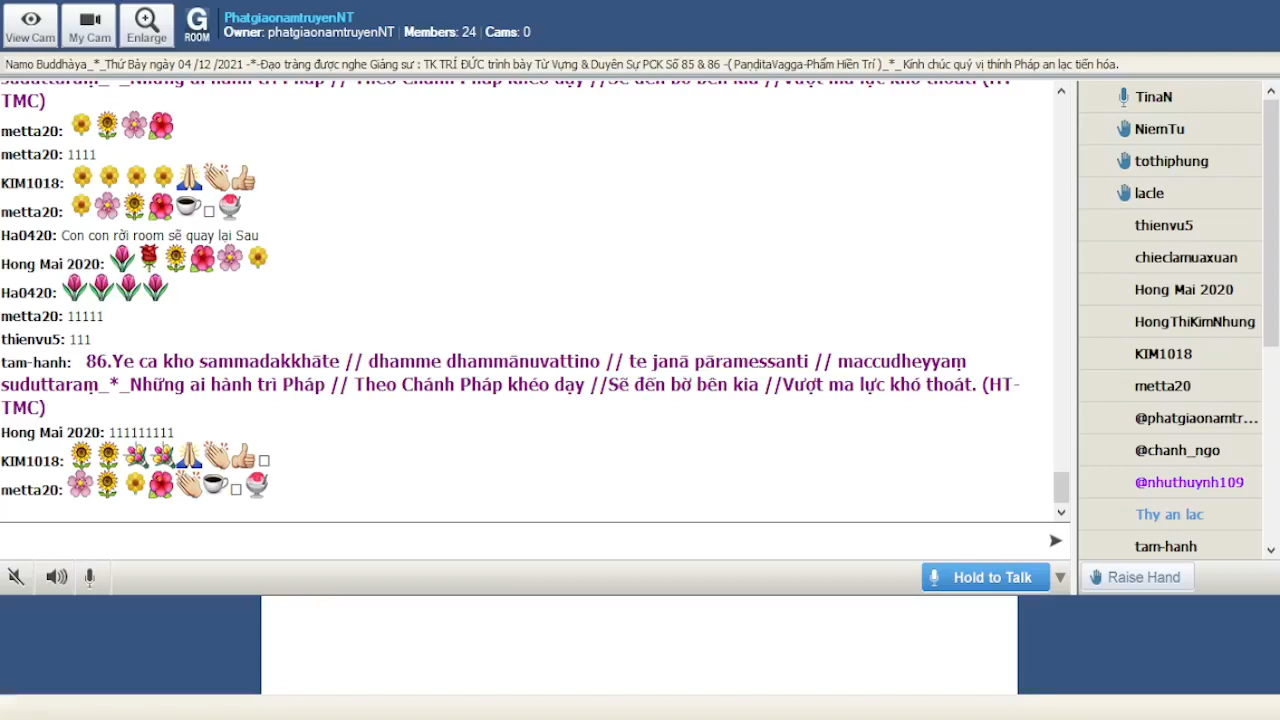 View Cam
My Cam
Enlarge
G
ROOM
PhatgiaonamtruyenNT
Owner: phatgiaonamtruyenNT | Members: 24 | Cams: 0
Namo Buddhàya_*_Thứ Bảy ngày 04 /12 /2021 -*-Đạo tràng được nghe Giảng sư : TK TRÍ ĐỨC trình bày Từ Vựng & Duyên Sự PCK Số 85 & 86 -( PaṇḍitaVagga-Phẩm Hiền Trí )_*_ Kính chúc quý vị thính Pháp an lạc tiến hóa.
suduttaraṃ_*_Những ai hành trì Pháp // Theo Chánh Pháp khéo dạy //Sẽ đến bờ bên kia //Vượt ma lực khó thoát. (HT-
TMC)
metta20:
metta20: 1111
KIM1018:
metta20:
Ha0420: Con con rời room sẽ quay lại Sau
Hong Mai 2020:
Ha0420:
metta20: 11111
thienvu5: 111
tam-hanh: 86.Ye ca kho sammadakkhāte // dhamme dhammānuvattino // te janā pāramessanti // maccudheyyaṃ
suduttaraṃ_*_Những ai hành trì Pháp // Theo Chánh Pháp khéo dạy //Sẽ đến bờ bên kia //Vượt ma lực khó thoát. (HT-
TMC)
Hong Mai 2020: 111111111
KIM1018:
metta20:
Hold to Talk
TinaN
NiemTu
tothiphung
lacle
thienvu5
chieclamuaxuan
Hong Mai 2020
HongThiKimNhung
KIM1018
metta20
@phatgiaonamtr...
@chanh_ngo
@nhuthuynh109
Thy an lac
tam-hanh
Raise Hand